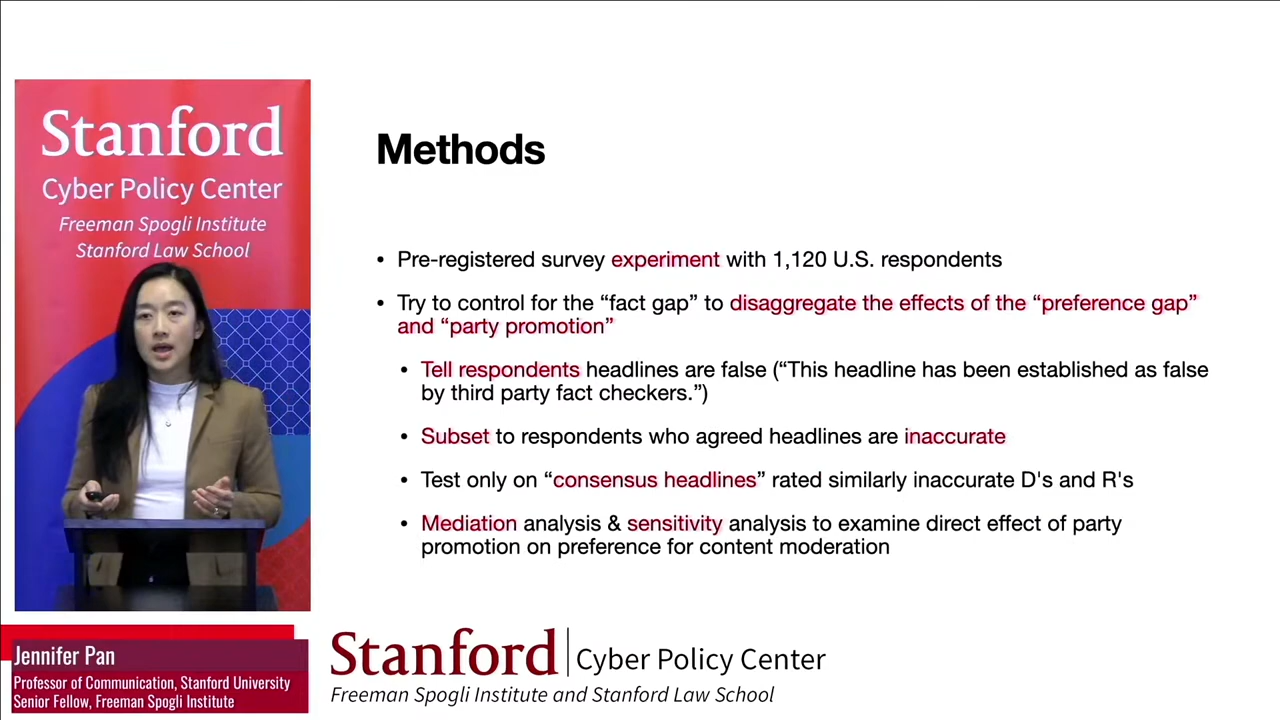 Stanford
Cyber Policy Center
Freeman Spogli Institute
Stanford Law School
Methods
• Pre-registered survey experiment with 1,120 U.S. respondents
• Try to control for the “fact gap” to disaggregate the effects of the “preference gap”
and “party promotion”
• Tell respondents headlines are false (“This headline has been established as false
by third party fact checkers.”)
• Subset to respondents who agreed headlines are inaccurate
• Test only on “consensus headlines” rated similarly inaccurate D's and R's
• Mediation analysis & sensitivity analysis to examine direct effect of party
promotion on preference for content moderation
Jennifer Pan
Professor of Communication, Stanford University
Senior Fellow, Freeman Spogli Institute
Stanford | Cyber Policy Center
Freeman Spogli Institute and Stanford Law School